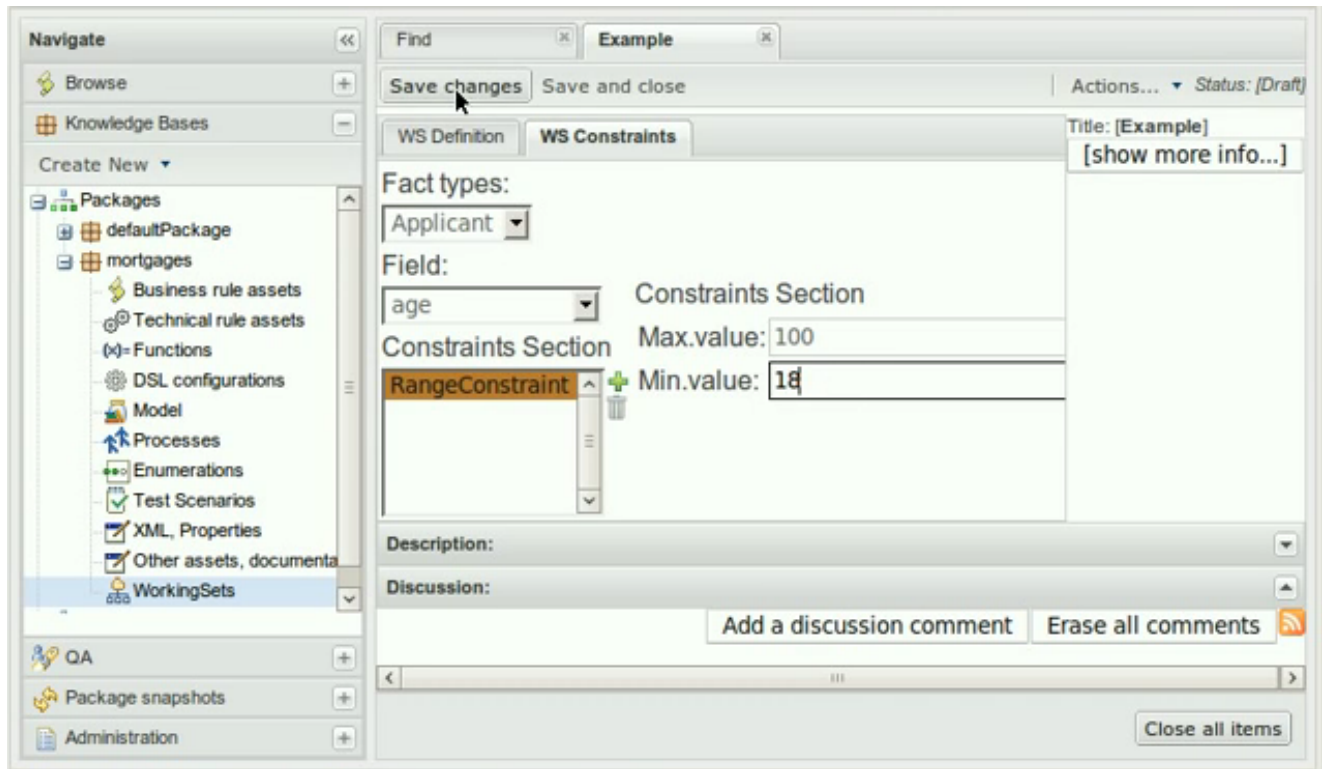 Navigate
Browse
Knowledge Bases
Create New
Packages
defaultPackage
mortgages
Business rule assets
Technical rule assets
(x)= Functions
DSL configurations
Model
Processes
Enumerations
Test Scenarios
XML, Properties
Other assets, documenta
WorkingSets
QA
Package snapshots
Administration
Find
Example
Save changes Save and close
Actions... Status: [Draft]
WS Definition WS Constraints
Title: [Example]
[show more info...]
Fact types:
Applicant
Field:
age
Constraints Section
RangeConstraint
Constraints Section
Max.value: 100
Min.value: 18
Description:
Discussion:
Add a discussion comment Erase all comments
Close all items